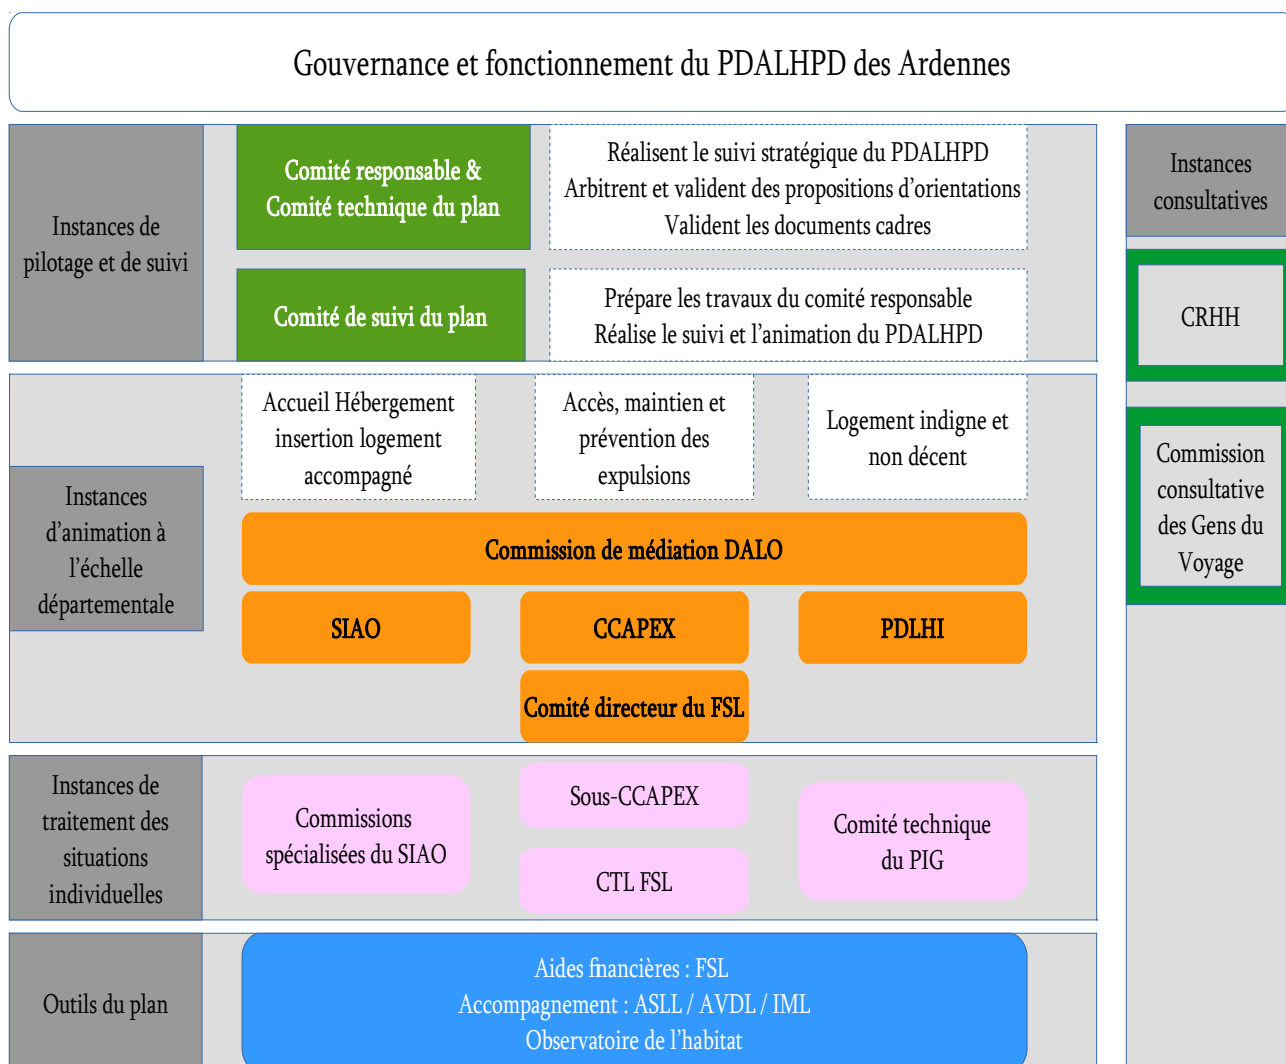 Gouvernance et fonctionnement du PDALHPD des Ardennes
Instances de
pilotage et de suivi
Comité responsable &
Comité technique du plan
Réalisent le suivi stratégique du PDALHPD
Arbitrent et valident des propositions d’orientations
Valident les documents cadres
Comité de suivi du plan
Prépare les travaux du comité responsable
Réalise le suivi et l’animation du PDALHPD
Instances
d’animation à
l’échelle
départementale
Accueil Hébergement
insertion logement
accompagné
Accès, maintien et
prévention des
expulsions
Logement indigne et
non décent
Commission de médiation DALO
SIAO
CCAPEX
PDLHI
Comité directeur du FSL
Instances de
traitement des
situations
individuelles
Commissions
spécialisées du SIAO
Sous-CCAPEX
CTL FSL
Comité technique
du PIG
Outils du plan
Aides financières : FSL
Accompagnement : ASLL / AVDL / IML
Observatoire de l’habitat
Instances
consultatives
CRHH
Commission
consultative
des Gens du
Voyage